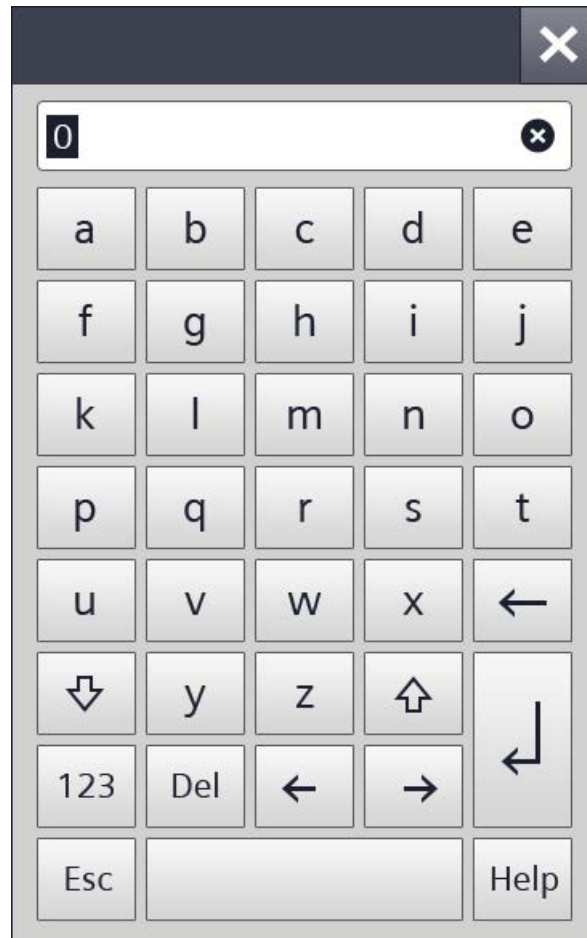 0
a b c d e
f g h i j
k l m n o
p q r s t
u v w x ←
y z
123 Del ← →
Esc Help